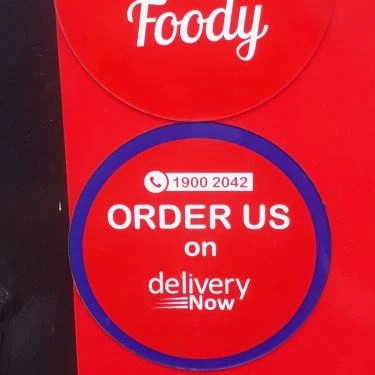 Foody
1900 2042
ORDER US
on
delivery
Now